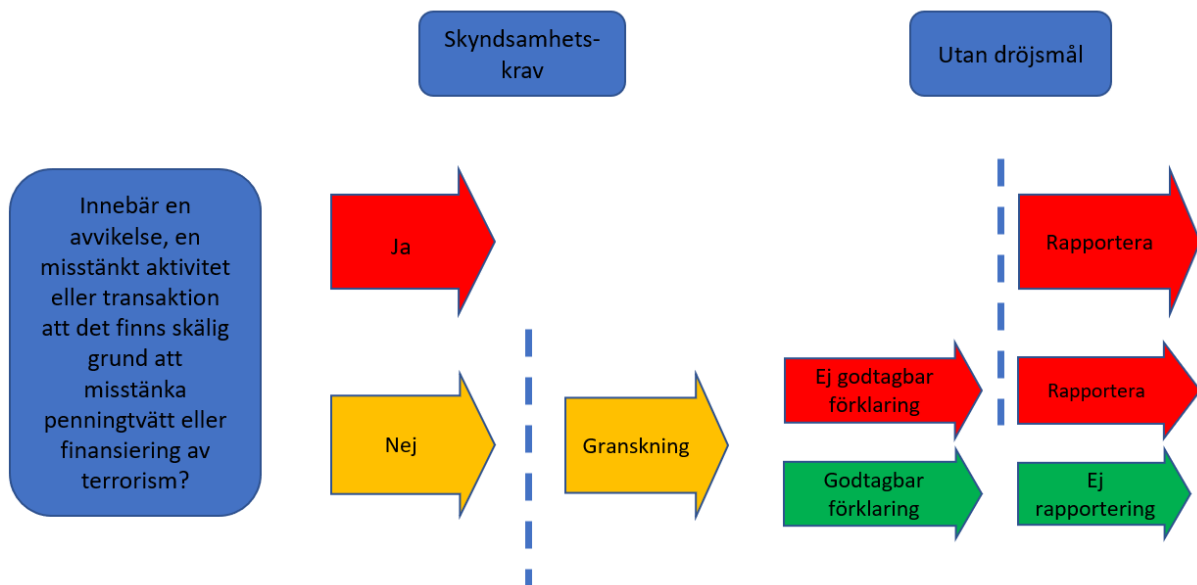 Skyndsamhets-
krav
Utan dröjsmål
Innebär en
avvikelse, en
misstänkt aktivitet
eller transaktion
att det finns skälig
grund att
misstänka
penningtvätt eller
finansiering av
terrorism?
Ja
Rapportera
Nej
Granskning
Ej godtagbar
förklaring
Rapportera
Godtagbar
förklaring
Ej
rapportering